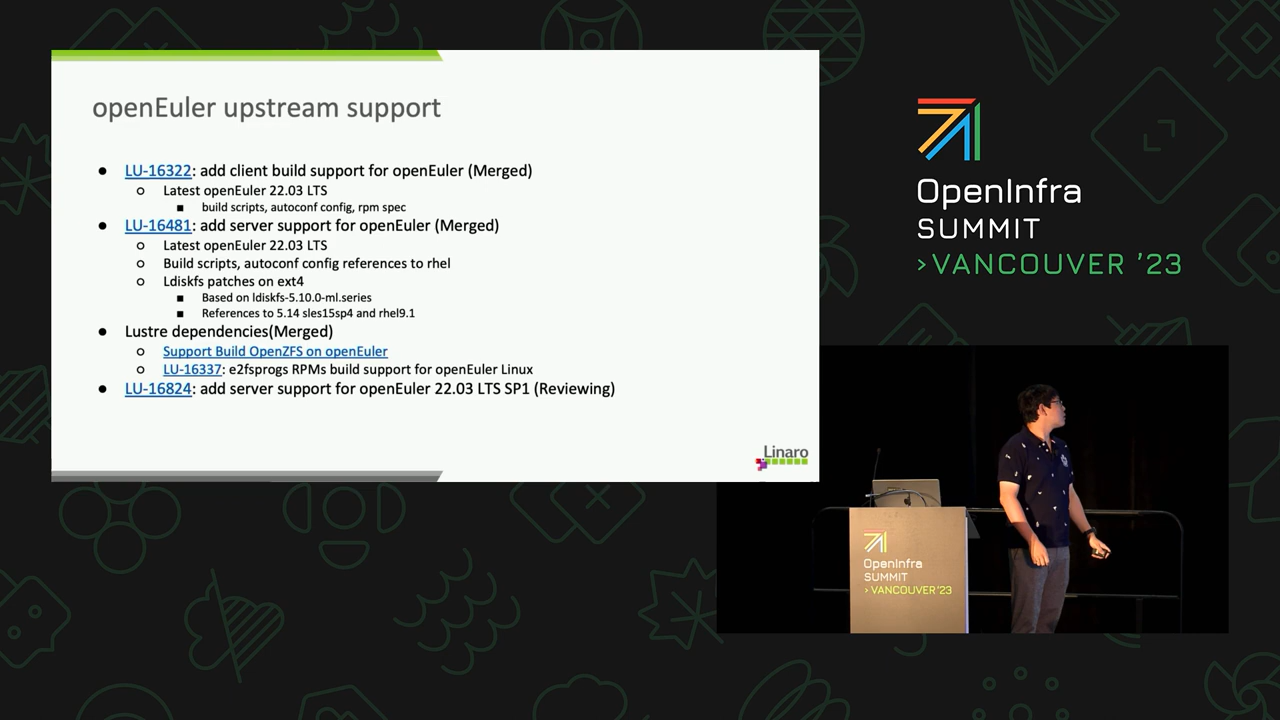 openEuler upstream support
● LU-16322: add client build support for openEuler (Merged)
○ Latest openEuler 22.03 LTS
■ build scripts, autoconf config, rpm spec
● LU-16481: add server support for openEuler (Merged)
○ Latest openEuler 22.03 LTS
○ Build scripts, autoconf config references to rhel
○ Ldiskfs patches on ext4
■ Based on ldiskfs-5.10.0-ml.series
■ References to 5.14 sles15sp4 and rhel9.1
● Lustre dependencies(Merged)
○ Support Build OpenZFS on openEuler
○ LU-16337: e2fsprogs RPMs build support for openEuler Linux
● LU-16824: add server support for openEuler 22.03 LTS SP1 (Reviewing)
Linaro
OpenInfra
SUMMIT
>VANCOUVER '23
OpenInfra
SUMMIT
>VANCOUVER '23